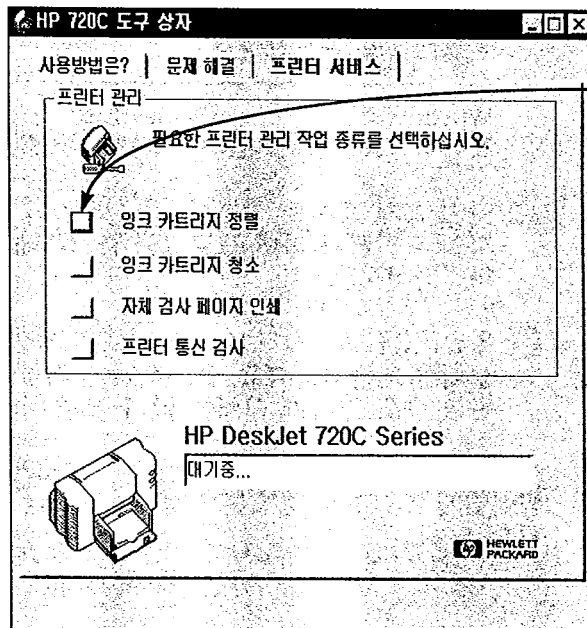 HP 720C 도구 상자
사용방법은? | 문제 해결 | 프린터 서비스 |
프린터 관리
필요한 프린터 관리 작업 종류를 선택하십시오.
잉크 카트리지 정렬
잉크 카트리지 청소
자체 검사 페이지 인쇄
프린터 통신 검사
HP DeskJet 720C Series
대기중...
hp HEWLETT
PACKARD